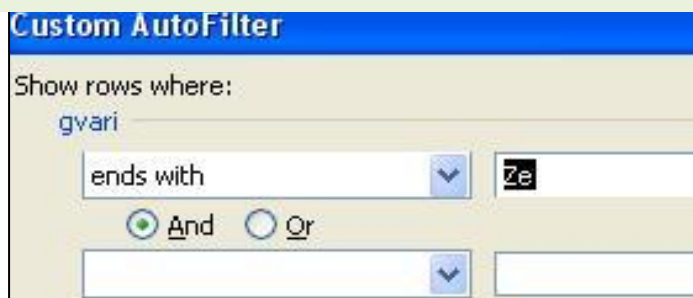 Custom AutoFilter
Show rows where:
gvari
ends with Ze
And Or